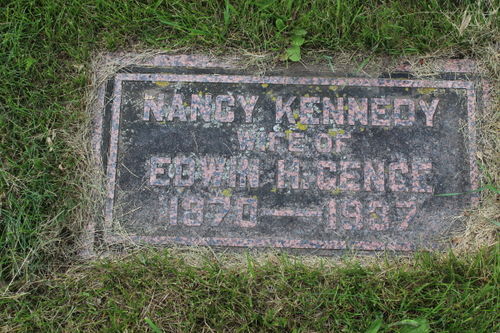 NANCY KENNEDY
WIFE OF
EDWIN H. GENGE
1870 — 1937